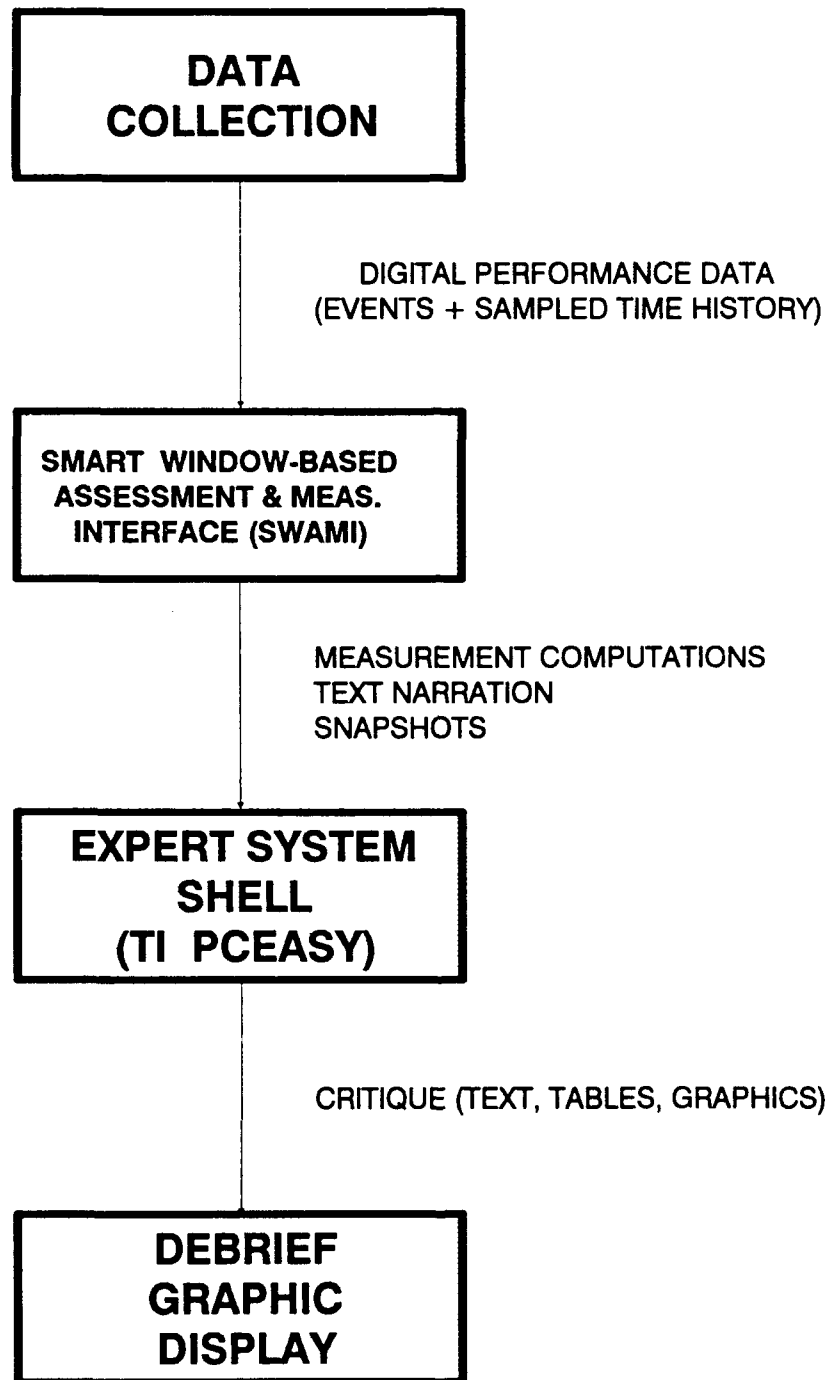 DATA
COLLECTION
DIGITAL PERFORMANCE DATA
(EVENTS + SAMPLED TIME HISTORY)
SMART WINDOW-BASED
ASSESSMENT & MEAS.
INTERFACE (SWAMI)
MEASUREMENT COMPUTATIONS
TEXT NARRATION
SNAPSHOTS
EXPERT SYSTEM
SHELL
(TI PCEASY)
CRITIQUE (TEXT, TABLES, GRAPHICS)
DEBRIEF
GRAPHIC
DISPLAY